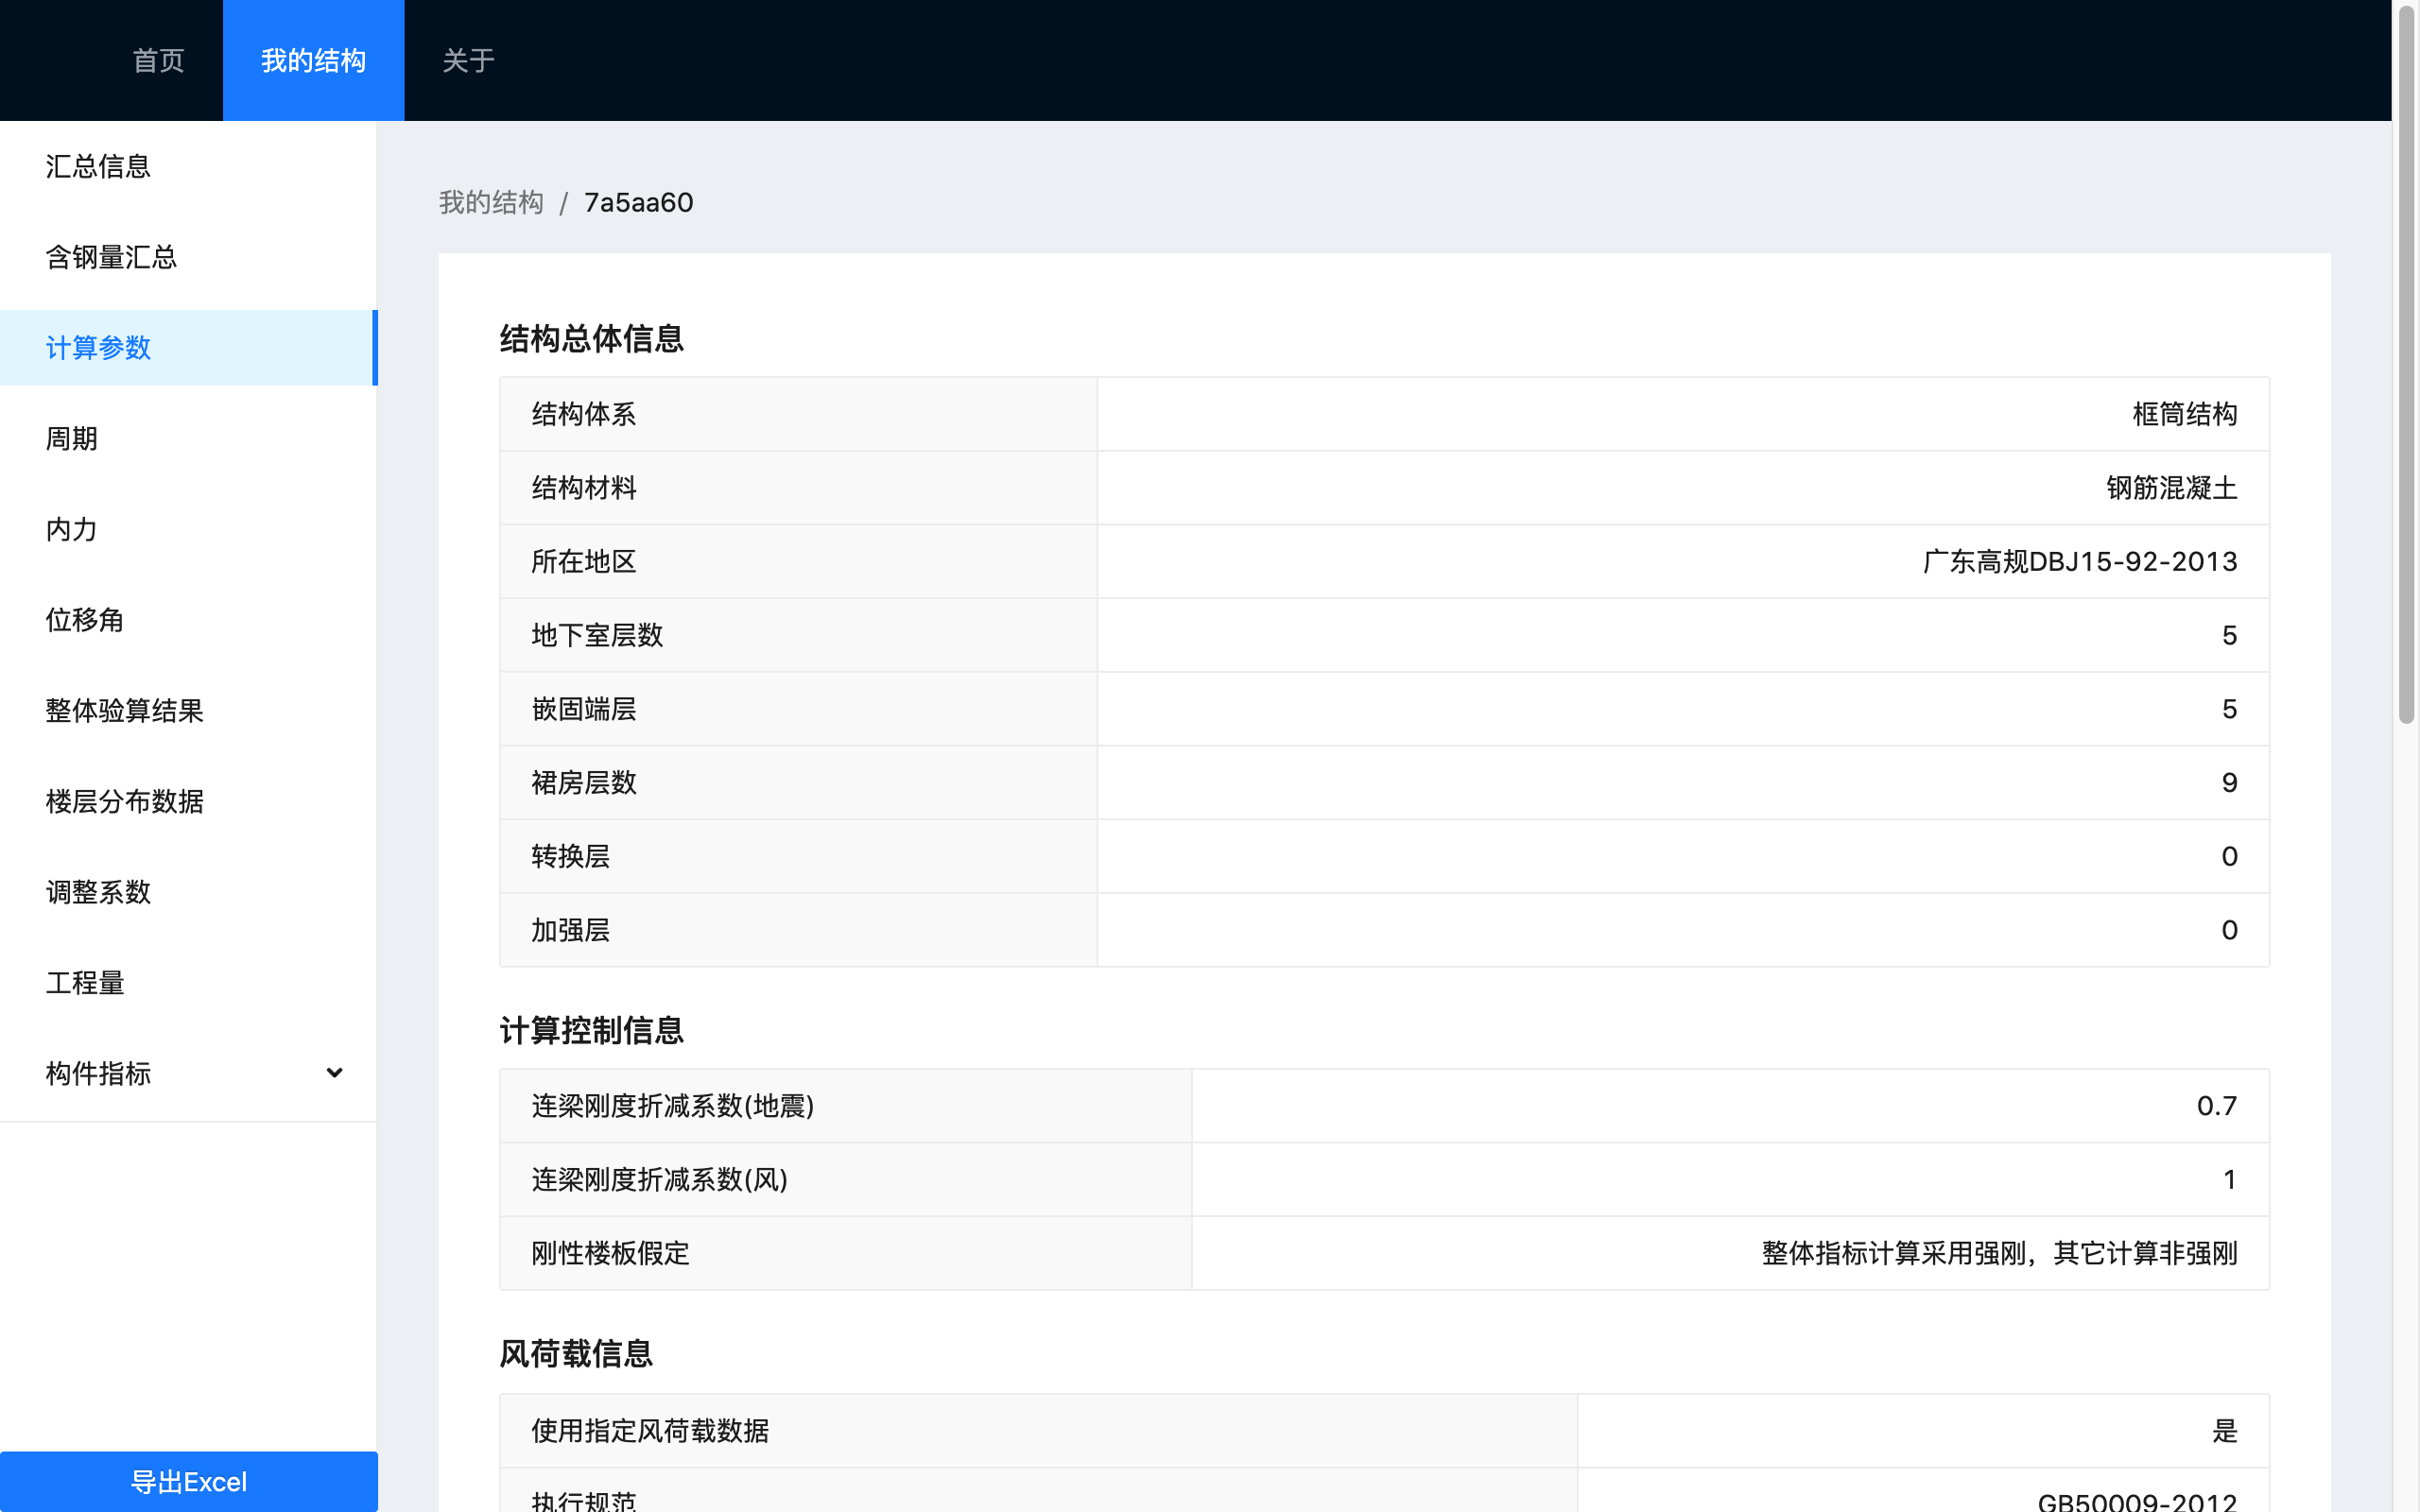 首页 我的结构 关于
汇总信息
含钢量汇总
计算参数
周期
内力
位移角
整体验算结果
楼层分布数据
调整系数
工程量
构件指标
导出Excel
我的结构 / 7a5aa60
结构总体信息
结构体系 框筒结构
结构材料 钢筋混凝土
所在地区 广东高规DBJ15-92-2013
地下室层数 5
嵌固端层 5
裙房层数 9
转换层 0
加强层 0
计算控制信息
连梁刚度折减系数(地震) 0.7
连梁刚度折减系数(风) 1
刚性楼板假定 整体指标计算采用强刚，其它计算非强刚
风荷载信息
使用指定风荷载数据 是
执行规范 GB50009-2012